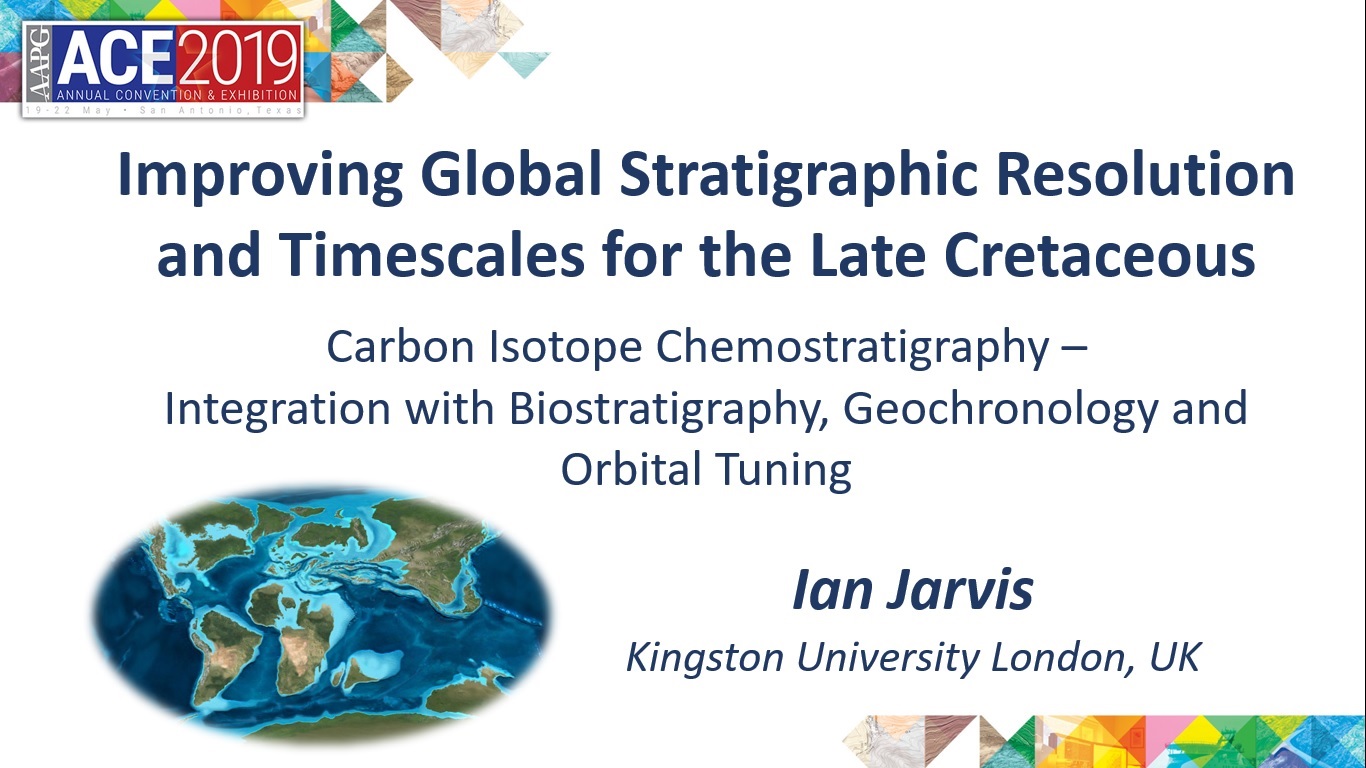 AAPG
ACE2019
ANNUAL CONVENTION & EXHIBITION
19-22 May • San Antonio, Texas
Improving Global Stratigraphic Resolution
and Timescales for the Late Cretaceous
Carbon Isotope Chemostratigraphy –
Integration with Biostratigraphy, Geochronology and
Orbital Tuning
Ian Jarvis
Kingston University London, UK